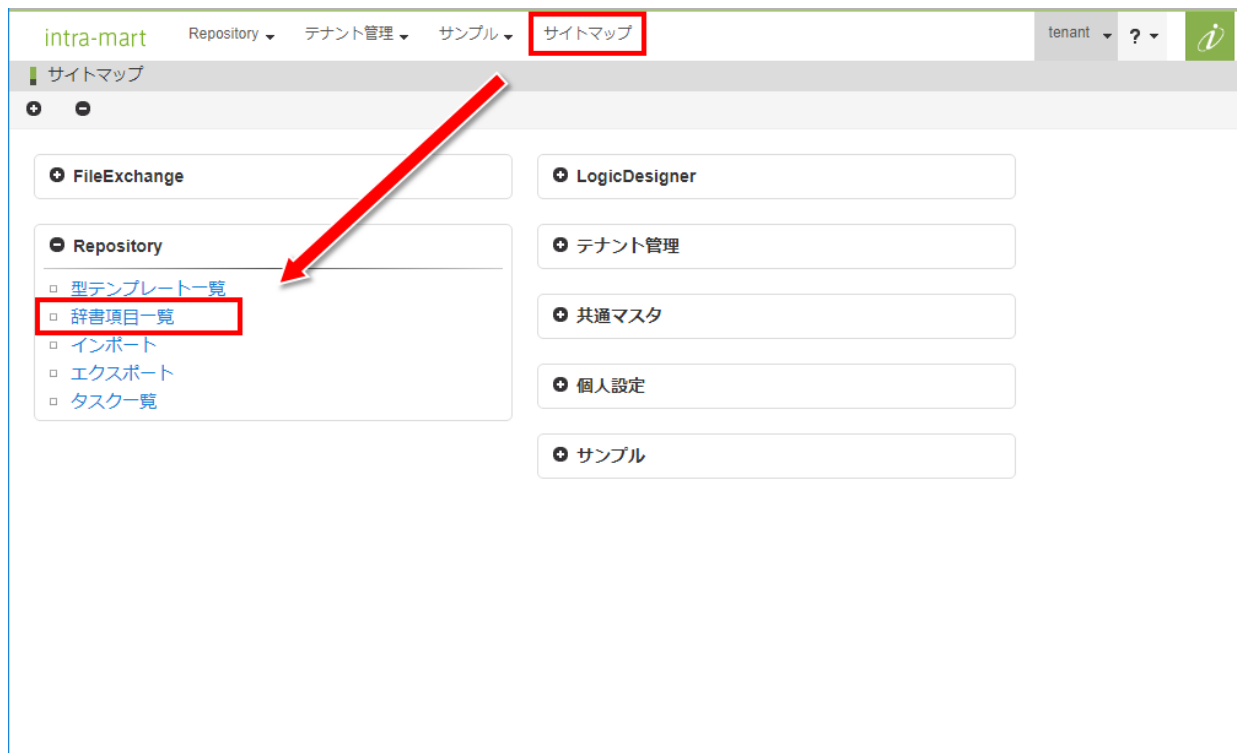 intra-mart Repository テナント管理 サンプル サイトマップ tenant ? i
サイトマップ
FileExchange
Repository
型テンプレート一覧
辞書項目一覧
インポート
エクスポート
タスク一覧
LogicDesigner
テナント管理
共通マスタ
個人設定
サンプル